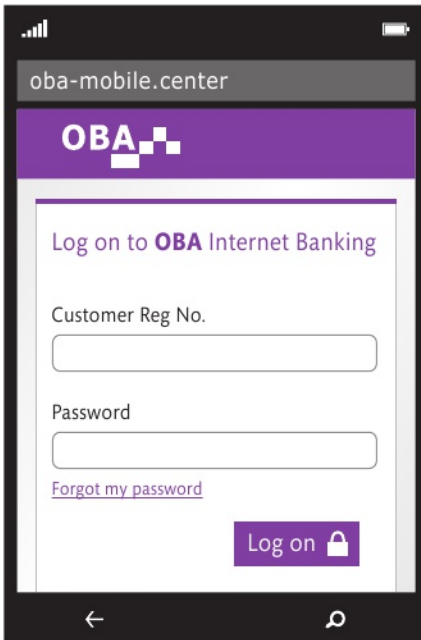 oba-mobile.center
OBA
Log on to OBA Internet Banking
Customer Reg No.
Password
Forgot my password
Log on